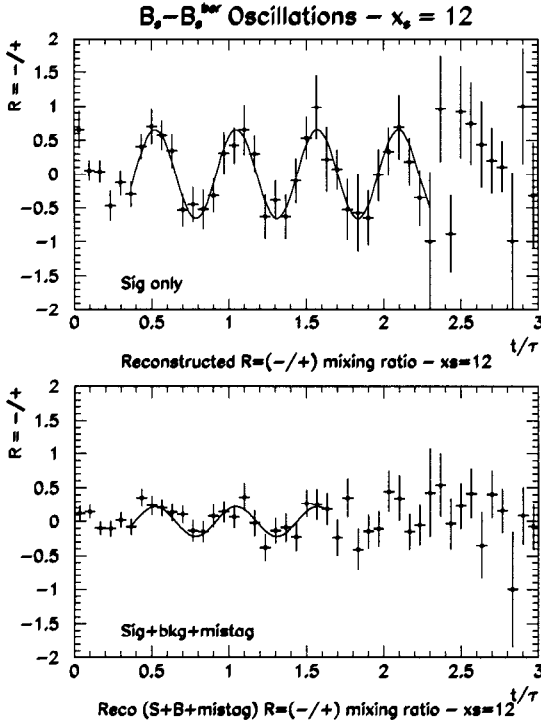 Bs-Bs^bar Oscillations - xs = 12
R = -/+
2
1.5
1
0.5
0
-0.5
-1
-1.5
-2
Sig only
0 0.5 1 1.5 2 2.5 3
t/τ
Reconstructed R=(-/+) mixing ratio - xs=12
R = -/+
2
1.5
1
0.5
0
-0.5
-1
-1.5
-2
Sig+bkg+mistag
0 0.5 1 1.5 2 2.5 3
t/τ
Reco (S+B+mistag) R=(-/+) mixing ratio - xs=12